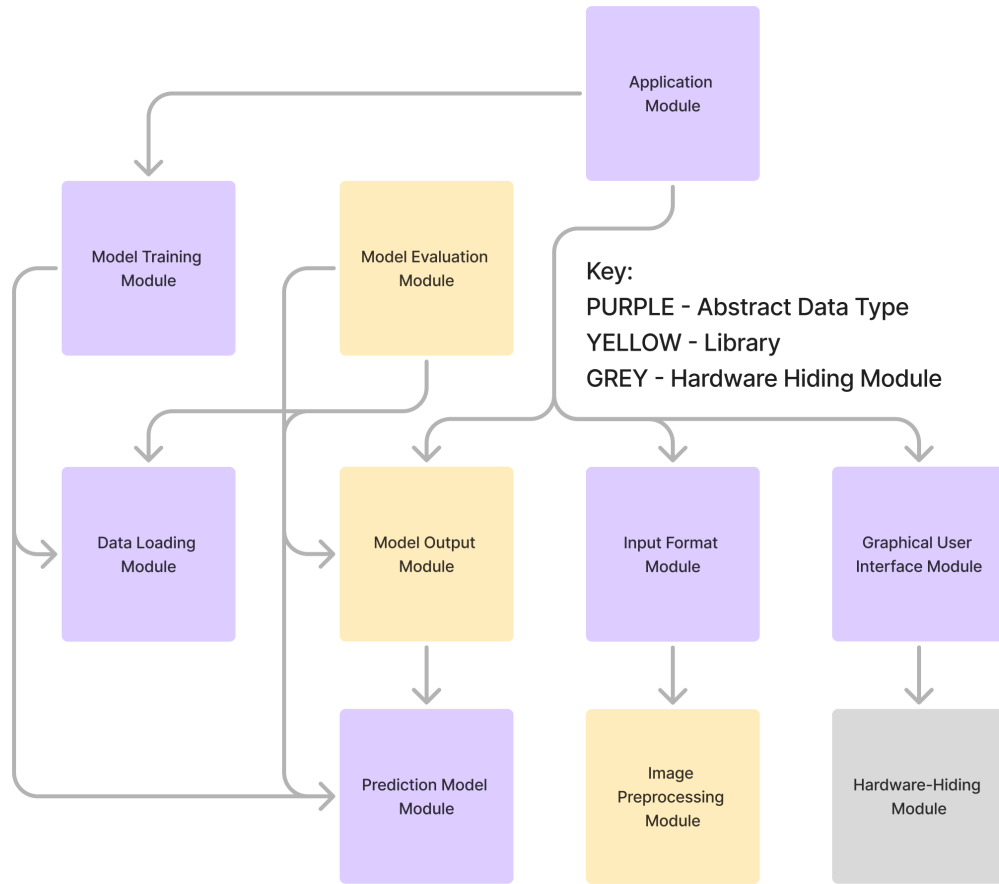 Application
Module
Model Training
Module
Model Evaluation
Module
Key:
PURPLE - Abstract Data Type
YELLOW - Library
GREY - Hardware Hiding Module
Data Loading
Module
Model Output
Module
Input Format
Module
Graphical User
Interface Module
Prediction Model
Module
Image
Preprocessing
Module
Hardware-Hiding
Module